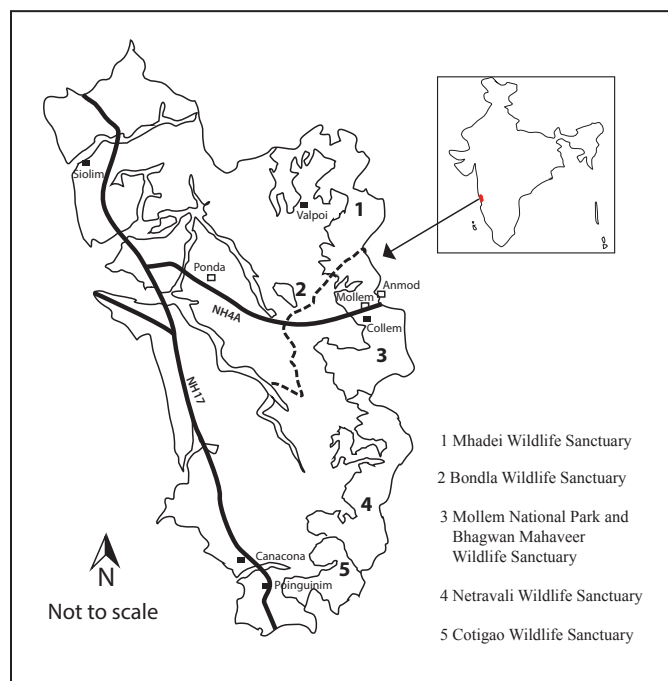 Siolim
Valpoi
1
Ponda
2
Anmod
Mollem
NH4A
Collem
3
NH17
4
Canacona
5
Poinguinim
N
Not to scale
1 Mhadei Wildlife Sanctuary
2 Bondla Wildlife Sanctuary
3 Mollem National Park and
Bhagwan Mahaveer
Wildlife Sanctuary
4 Netravali Wildlife Sanctuary
5 Cotigao Wildlife Sanctuary